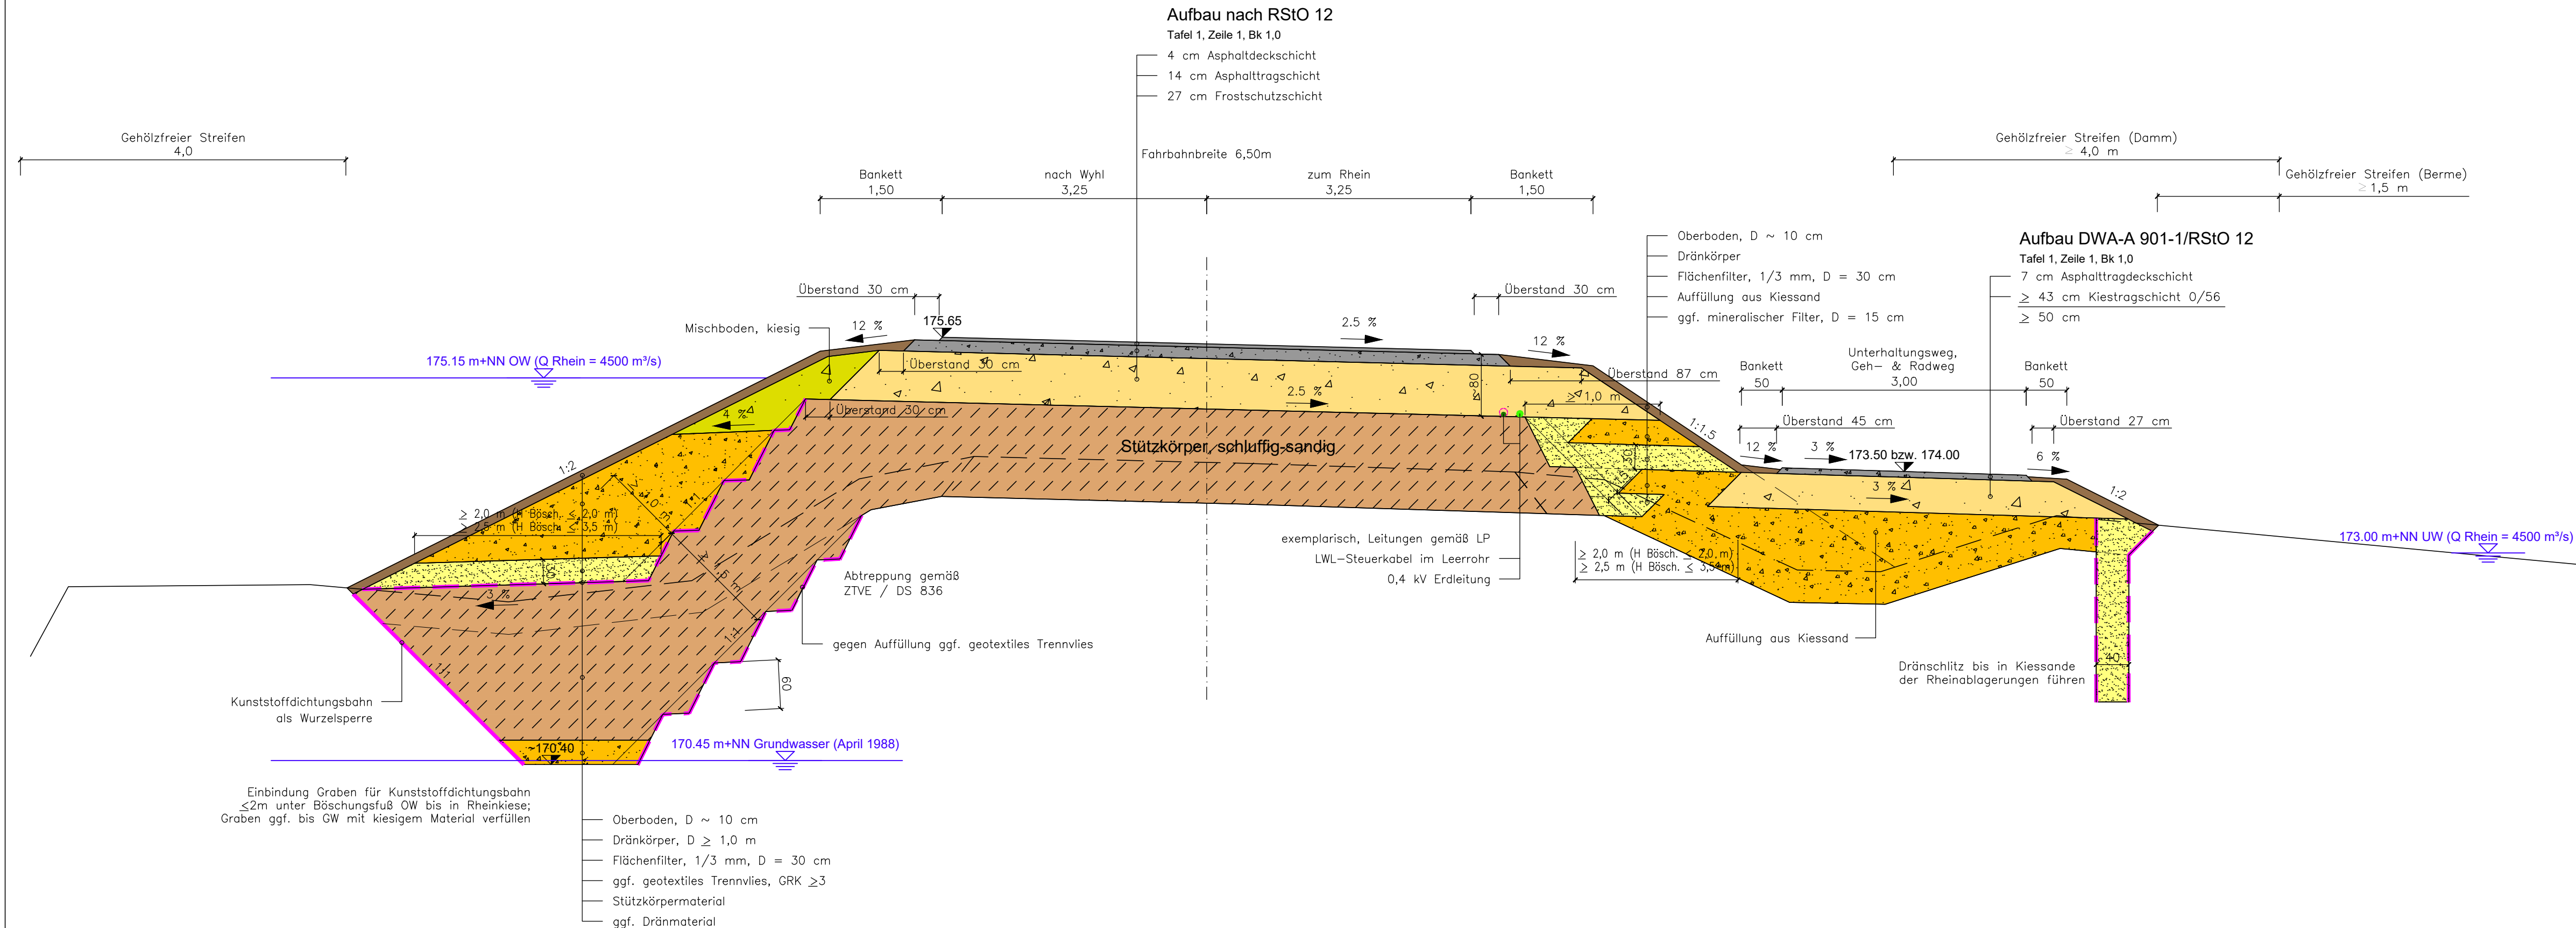 Aufbau nach RStO 12
Tafel 1, Zeile 1, Bk 1,0
4 cm Asphaltdeckschicht
14 cm Asphalttragschicht
27 cm Frostschutzschicht
Gehölzfreier Streifen
4,0
Fahrbahnbreite 6,50m
Gehölzfreier Streifen (Damm)
≥ 4,0 m
Gehölzfreier Streifen (Berme)
≥ 1,5 m
Bankett
1,50
nach Wyhl
3,25
zum Rhein
3,25
Bankett
1,50
Oberboden, D ~ 10 cm
Dränkörper
Flächenfilter, 1/3 mm, D = 30 cm
Auffüllung aus Kiessand
ggf. mineralischer Filter, D = 15 cm
Aufbau DWA-A 901-1/RStO 12
Tafel 1, Zeile 1, Bk 1,0
7 cm Asphalttragdeckschicht
≥ 43 cm Kiestragschicht 0/56
≥ 50 cm
Überstand 30 cm
Überstand 30 cm
Mischboden, kiesig
12 %
175.65
2.5 %
12 %
175.15 m+NN OW (Q Rhein = 4500 m³/s)
Überstand 30 cm
Überstand 87 cm
~80
Bankett
50
Unterhaltungsweg,
Geh- & Radweg
3,00
Bankett
50
2.5 %
≥ 1,0 m
4 %
Überstand 30 cm
Überstand 45 cm
Überstand 27 cm
1:1.5
Stützkörper, schluffig-sandig
12 %
3 %
173.50 bzw. 174.00
6 %
1:2
30
15
3 %
1:2
1:1
≥ 2,0 m (H Bösch. ≤ 2,0 m)
≥ 2,5 m (H Bösch. ≤ 3,5 m)
173.00 m+NN UW (Q Rhein = 4500 m³/s)
exemplarisch, Leitungen gemäß LP
LWL-Steuerkabel im Leerrohr
0,4 kV Erdleitung
≥ 2,0 m (H Bösch. ≤ 2,0 m)
≥ 2,5 m (H Bösch. ≤ 3,5 m)
3 %
Abtreppung gemäß
ZTVE / DS 836
gegen Auffüllung ggf. geotextiles Trennvlies
1:1
1:1
60
Auffüllung aus Kiessand
Dränschlitz bis in Kiessande
der Rheinablagerungen führen
40
Kunststoffdichtungsbahn
als Wurzelsperre
~170.40
170.45 m+NN Grundwasser (April 1988)
Einbindung Graben für Kunststoffdichtungsbahn
≤2m unter Böschungsfuß OW bis in Rheinkiese;
Graben ggf. bis GW mit kiesigem Material verfüllen
Oberboden, D ~ 10 cm
Dränkörper, D ≥ 1,0 m
Flächenfilter, 1/3 mm, D = 30 cm
ggf. geotextiles Trennvlies, GRK ≥3
Stützkörpermaterial
ggf. Dränmaterial